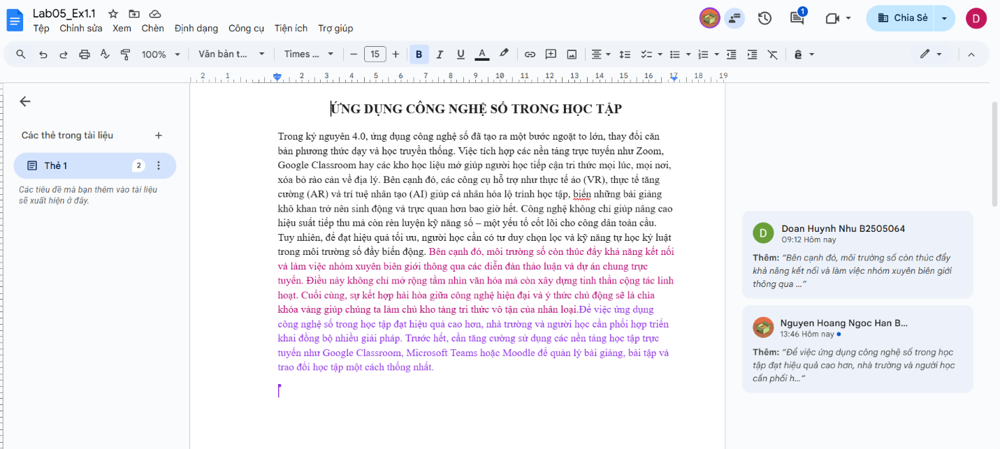 Lab05_Ex1.1
Tệp Chỉnh sửa Xem Chèn Định dạng Công cụ Tiện ích Trợ giúp
1
Chia Sẻ
D
100% Văn bản t... Times ... 15 B I U A ê
2 1 1 2 3 4 5 6 7 8 9 10 11 12 13 14 15 16 17 18 19
Các thẻ trong tài liệu
Thẻ 1 2
Các tiêu đề mà bạn thêm vào tài liệu
sẽ xuất hiện ở đây.
ỨNG DỤNG CÔNG NGHỆ SỐ TRONG HỌC TẬP
Trong kỷ nguyên 4.0, ứng dụng công nghệ số đã tạo ra một bước ngoặt to lớn, thay đổi căn
bản phương thức dạy và học truyền thống. Việc tích hợp các nền tảng trực tuyến như Zoom,
Google Classroom hay các kho học liệu mở giúp người học tiếp cận tri thức mọi lúc, mọi nơi,
xóa bỏ rào cản về địa lý. Bên cạnh đó, các công cụ hỗ trợ như thực tế ảo (VR), thực tế tăng
cường (AR) và trí tuệ nhân tạo (AI) giúp cá nhân hóa lộ trình học tập, biến những bài giảng
khô khan trở nên sinh động và trực quan hơn bao giờ hết. Công nghệ không chỉ giúp nâng cao
hiệu suất tiếp thu mà còn rèn luyện kỹ năng số – một yếu tố cốt lõi cho công dân toàn cầu.
Tuy nhiên, để đạt hiệu quả tối ưu, người học cần có tư duy chọn lọc và kỹ năng tự học kỷ luật
trong môi trường số đầy biến động. Bên cạnh đó, môi trường số còn thúc đẩy khả năng kết nối
và làm việc nhóm xuyên biên giới thông qua các diễn đàn thảo luận và dự án chung trực
tuyến. Điều này không chỉ mở rộng tầm nhìn văn hóa mà còn xây dựng tinh thần cộng tác linh
hoạt. Cuối cùng, sự kết hợp hài hòa giữa công nghệ hiện đại và ý thức chủ động sẽ là chìa
khóa vàng giúp chúng ta làm chủ kho tàng tri thức vô tận của nhân loại.Để việc ứng dụng
công nghệ số trong học tập đạt hiệu quả cao hơn, nhà trường và người học cần phối hợp triển
khai đồng bộ nhiều giải pháp. Trước hết, cần tăng cường sử dụng các nền tảng học tập trực
tuyến như Google Classroom, Microsoft Teams hoặc Moodle để quản lý bài giảng, bài tập và
trao đổi học tập một cách thống nhất.
D
Doan Huynh Nhu B2505064
09:12 Hôm nay
Thêm: “Bên cạnh đó, môi trường số còn thúc đẩy
khả năng kết nối và làm việc nhóm xuyên biên giới
thông qua ...”
Nguyen Hoang Ngoc Han B...
13:46 Hôm nay
Thêm: “Để việc ứng dụng công nghệ số trong học
tập đạt hiệu quả cao hơn, nhà trường và người học
cần phối h...”